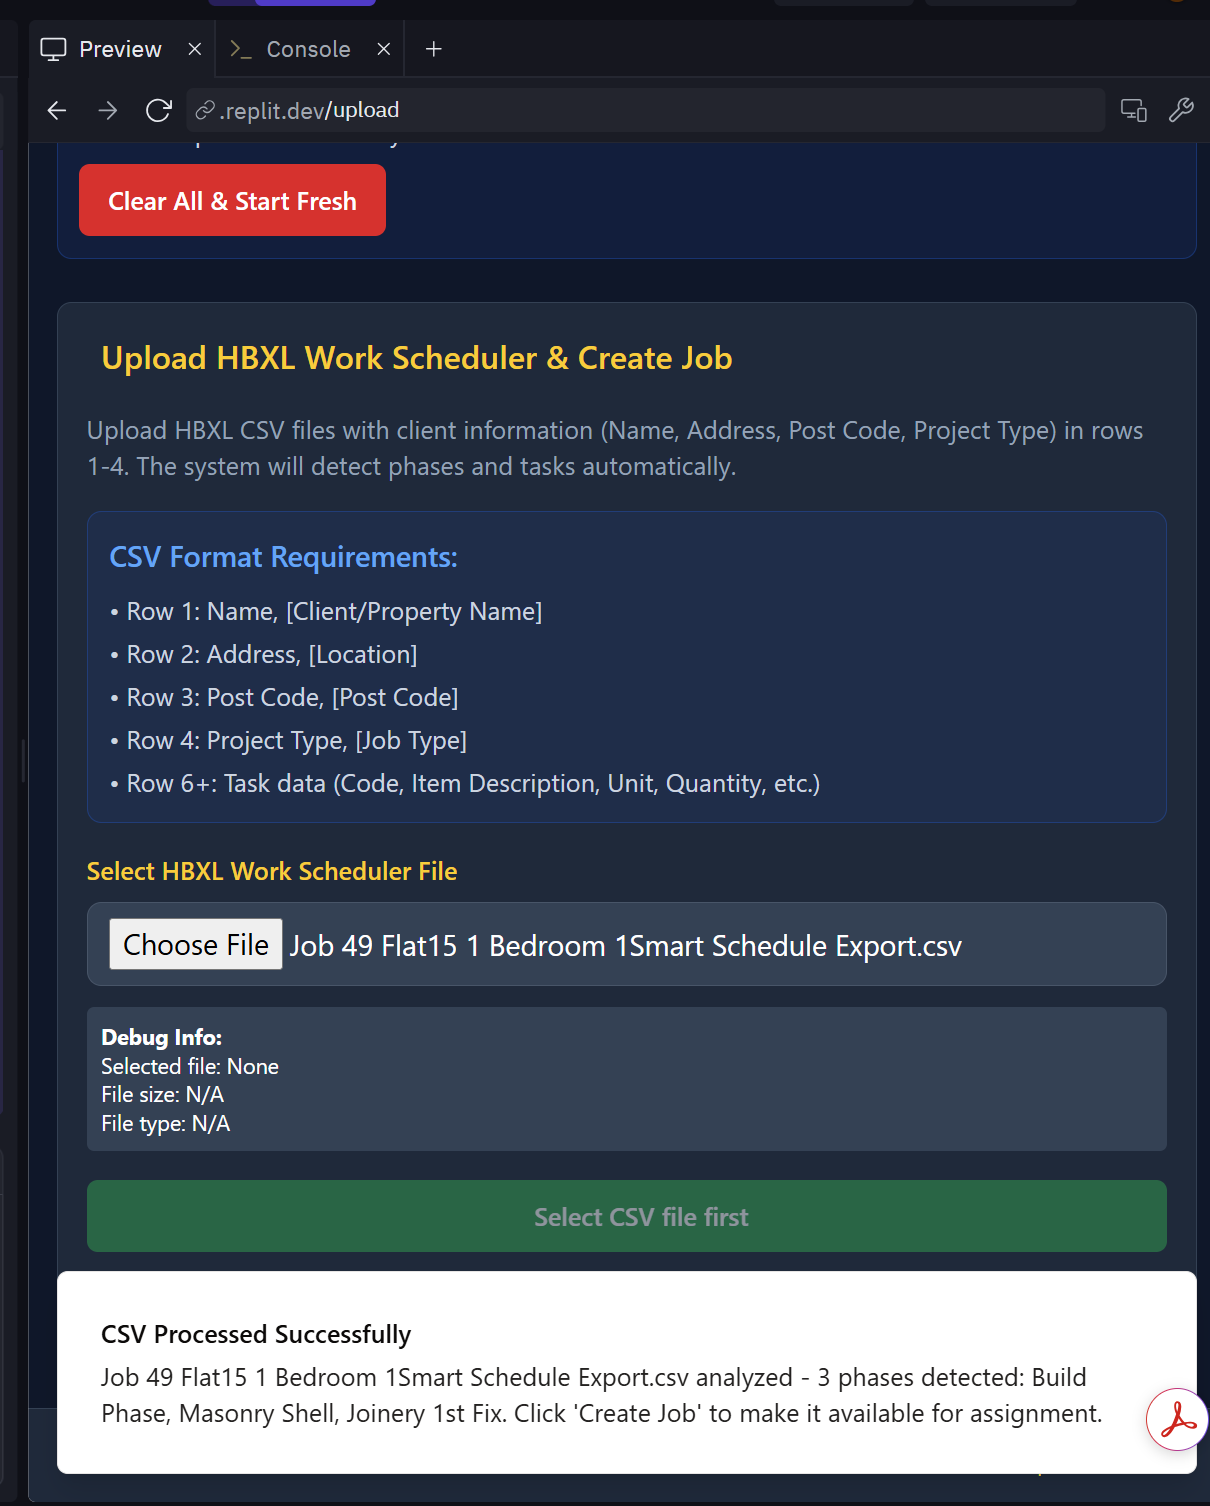 Preview
Console
.replit.dev/upload
Clear All & Start Fresh
Upload HBXL Work Scheduler & Create Job
Upload HBXL CSV files with client information (Name, Address, Post Code, Project Type) in rows
1-4. The system will detect phases and tasks automatically.
CSV Format Requirements:
• Row 1: Name, [Client/Property Name]
• Row 2: Address, [Location]
• Row 3: Post Code, [Post Code]
• Row 4: Project Type, [Job Type]
• Row 6+: Task data (Code, Item Description, Unit, Quantity, etc.)
Select HBXL Work Scheduler File
Choose File Job 49 Flat15 1 Bedroom 1Smart Schedule Export.csv
Debug Info:
Selected file: None
File size: N/A
File type: N/A
Select CSV file first
CSV Processed Successfully
Job 49 Flat15 1 Bedroom 1Smart Schedule Export.csv analyzed - 3 phases detected: Build
Phase, Masonry Shell, Joinery 1st Fix. Click 'Create Job' to make it available for assignment.